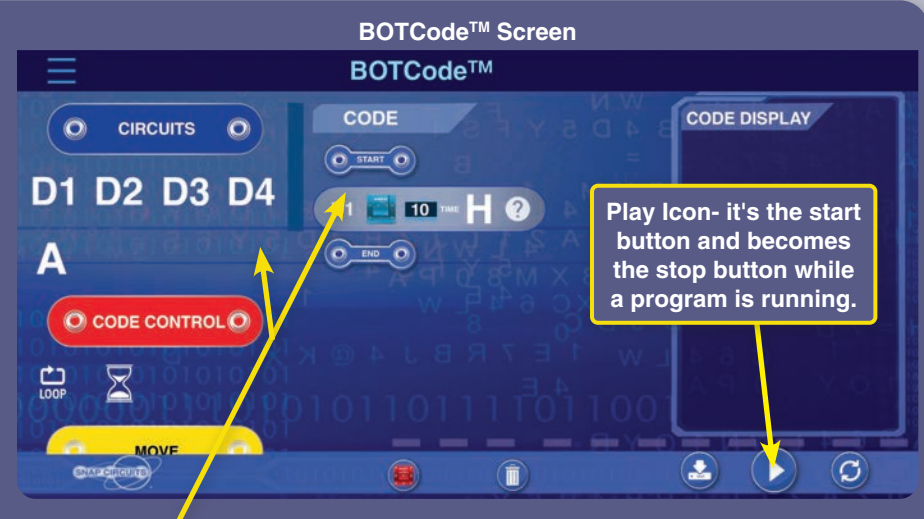 BOTCode™ Screen
BOTCode™
CIRCUITS
D1 D2 D3 D4
A
CODE CONTROL
LOOP
MOVE
SNAP CIRCUITS
CODE
START
1 10 TIME H ?
END
CODE DISPLAY
Play Icon- it's the start
button and becomes
the stop button while
a program is running.